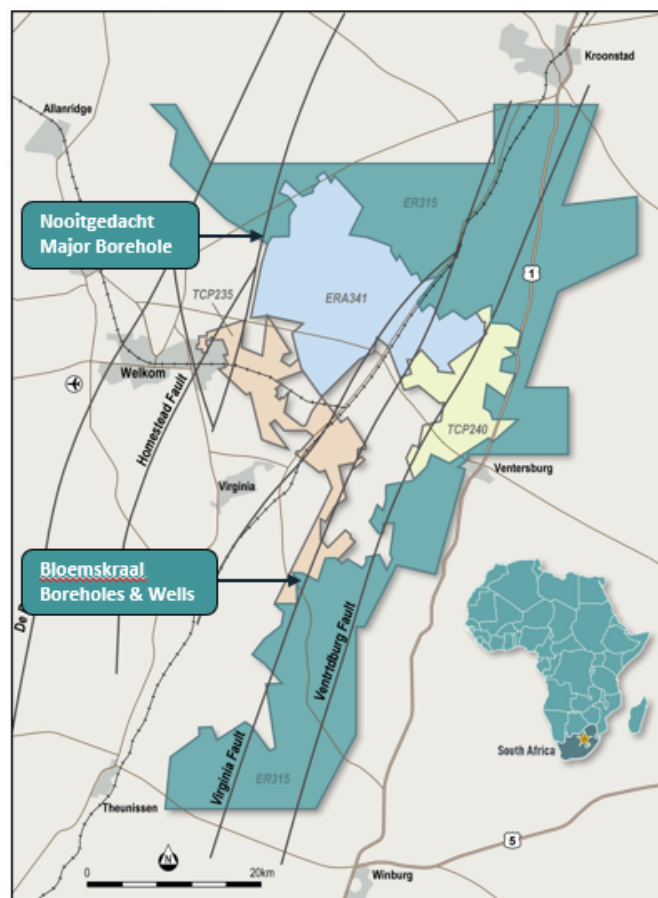 Kroonstad
Allanridge
ER315
Nooitgedacht
Major Borehole
1
TCP235
ERA341
Welkom
Homestead Fault
TCP240
Ventersburg
Virginia
Bloemskraal
Boreholes & Wells
Ventrtdburg Fault
South Africa
Virginia Fault
ER315
Theunissen
5
N
0
20km
Winburg